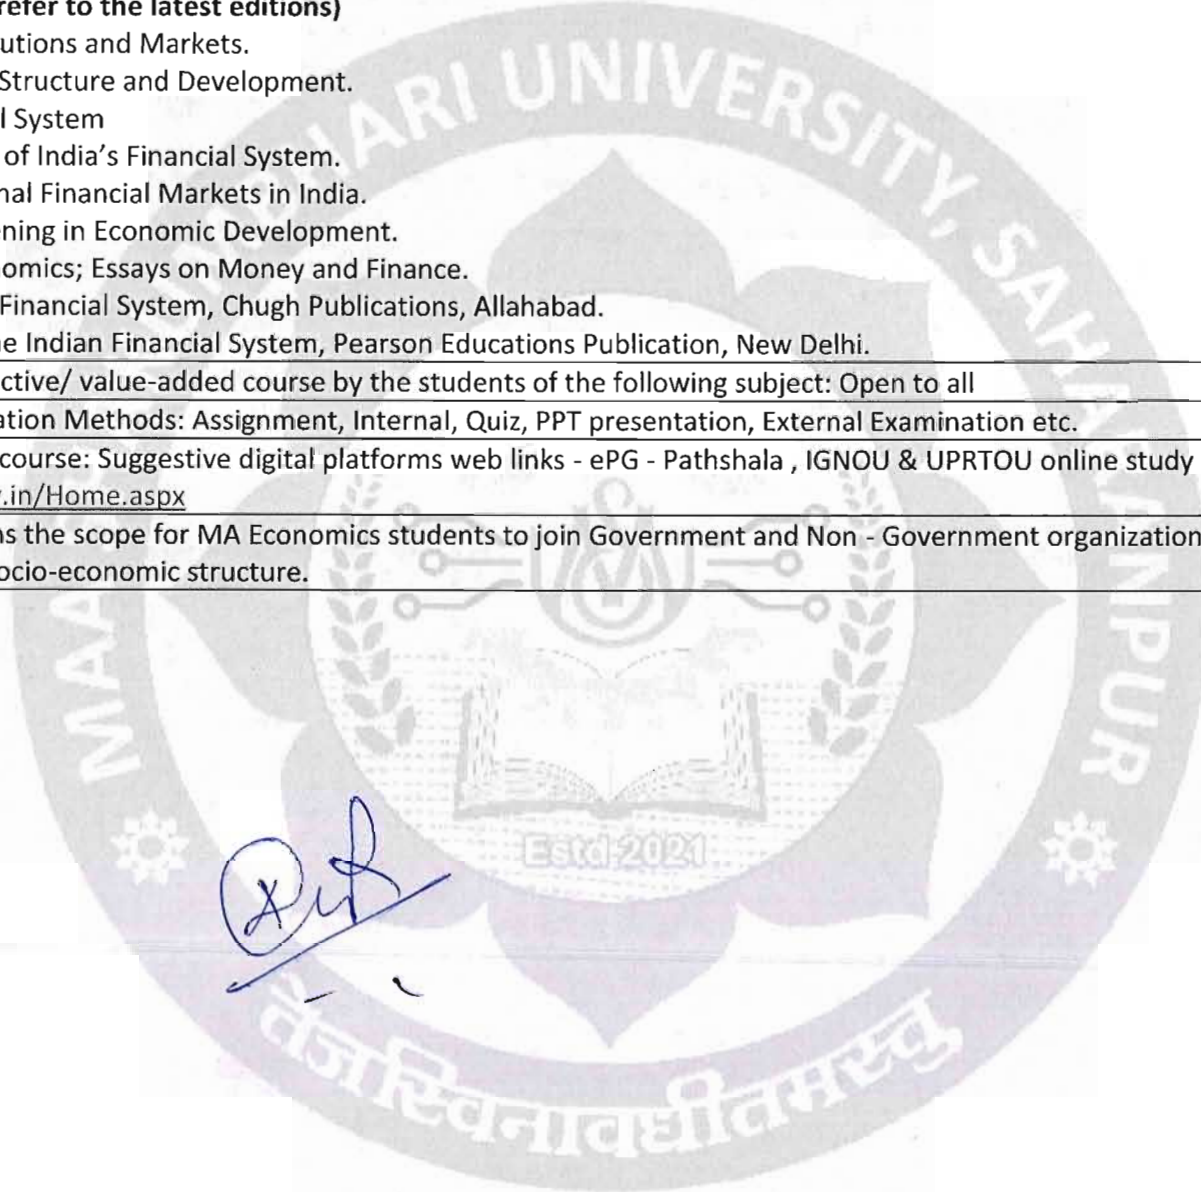 refer to the latest editions)
utions and Markets.
Structure and Development.
l System
of India's Financial System.
nal Financial Markets in India.
ning in Economic Development.
omics; Essays on Money and Finance.
Financial System, Chugh Publications, Allahabad.
e Indian Financial System, Pearson Educations Publication, New Delhi.
ctive/ value-added course by the students of the following subject: Open to all
ation Methods: Assignment, Internal, Quiz, PPT presentation, External Examination etc.
course: Suggestive digital platforms web links - ePG - Pathshala , IGNOU & UPRTOU online study
.in/Home.aspx
ns the scope for MA Economics students to join Government and Non - Government organization
ocio-economic structure.
UNIVERSITY, SAHARANPUR
Estd 2021
तेजस्विनावधीतमस्तु